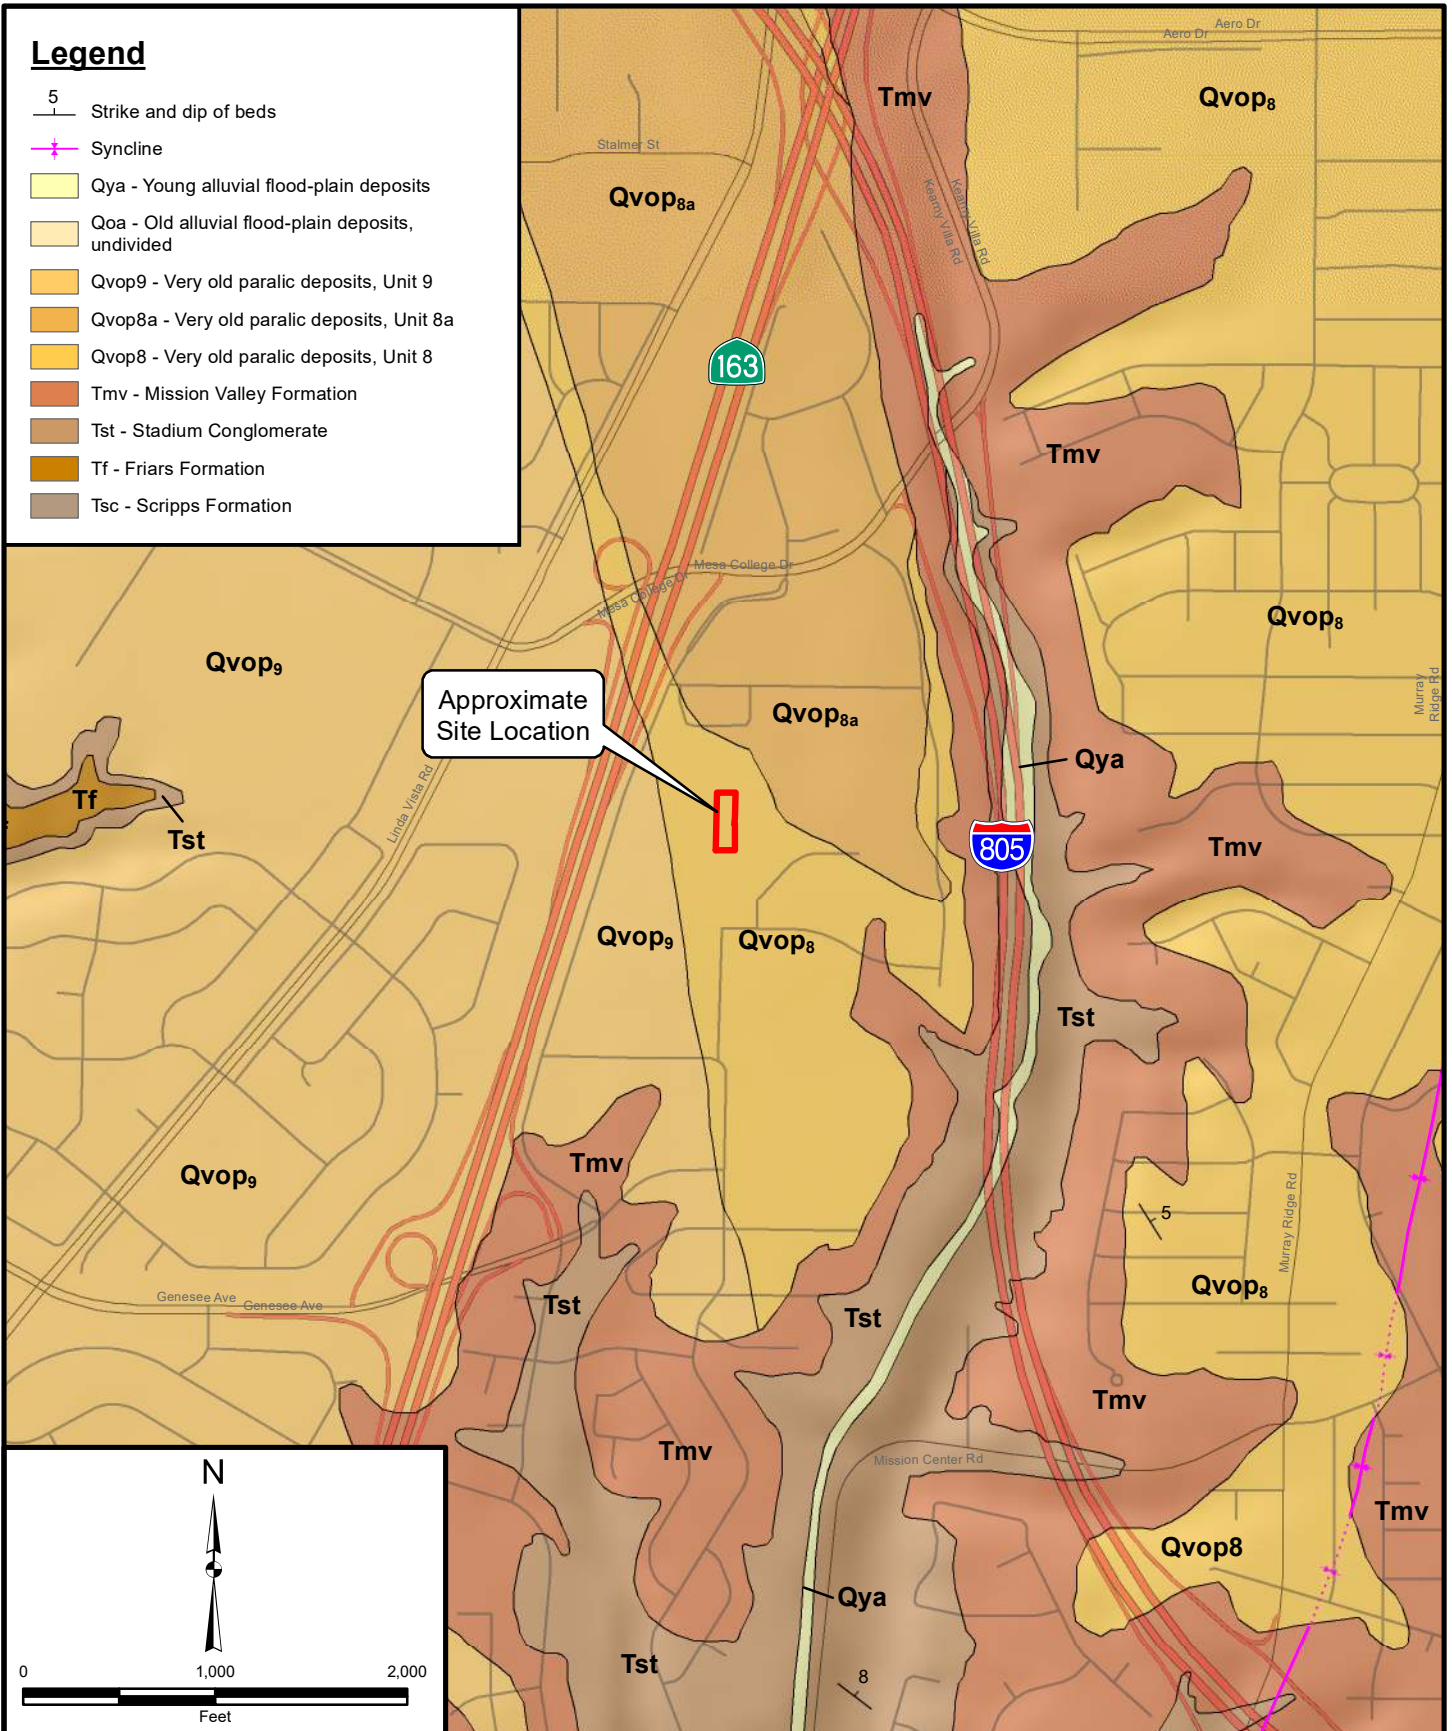 Legend
5
Strike and dip of beds
Syncline
Qya - Young alluvial flood-plain deposits
Qoa - Old alluvial flood-plain deposits,
undivided
Qvop9 - Very old paralic deposits, Unit 9
Qvop8a - Very old paralic deposits, Unit 8a
Qvop8 - Very old paralic deposits, Unit 8
Tmv - Mission Valley Formation
Tst - Stadium Conglomerate
Tf - Friars Formation
Tsc - Scripps Formation
Aero Dr
Aero Dr
Tmv
Qvop8
Stalmer St
Qvop8a
Kearny Villa Rd
Kearny Villa Rd
163
Tmv
Mesa College Dr
Mesa College Dr
Qvop8
Qvop9
Murray
Ridge Rd
Approximate
Site Location
Qvop8a
Qya
Linda Vista Rd
Tf
Tst
805
Tmv
Qvop9
Qvop8
Tst
Tmv
Qvop9
5
Murray Ridge Rd
Qvop8
Genesee Ave
Genesee Ave
Tst
Tst
Tmv
Tmv
Mission Center Rd
Tmv
Qvop8
Qya
Tst
8
N
0
1,000
2,000
Feet